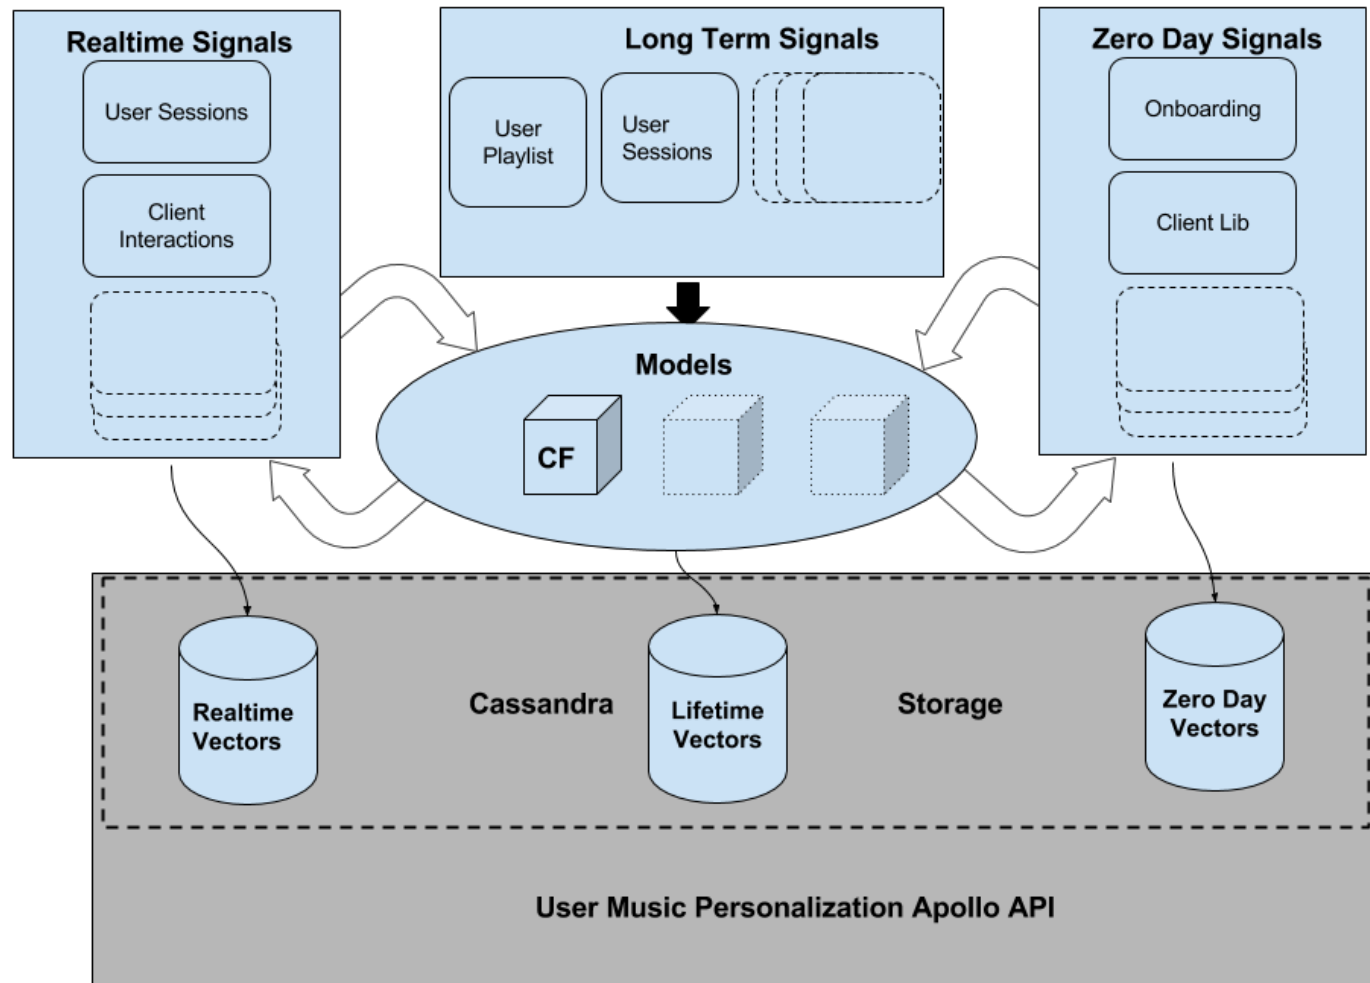 Realtime Signals
User Sessions
Client
Interactions
Long Term Signals
User
Playlist
User
Sessions
Zero Day Signals
Onboarding
Client Lib
Models
CF
Realtime
Vectors
Cassandra
Lifetime
Vectors
Storage
Zero Day
Vectors
User Music Personalization Apollo API